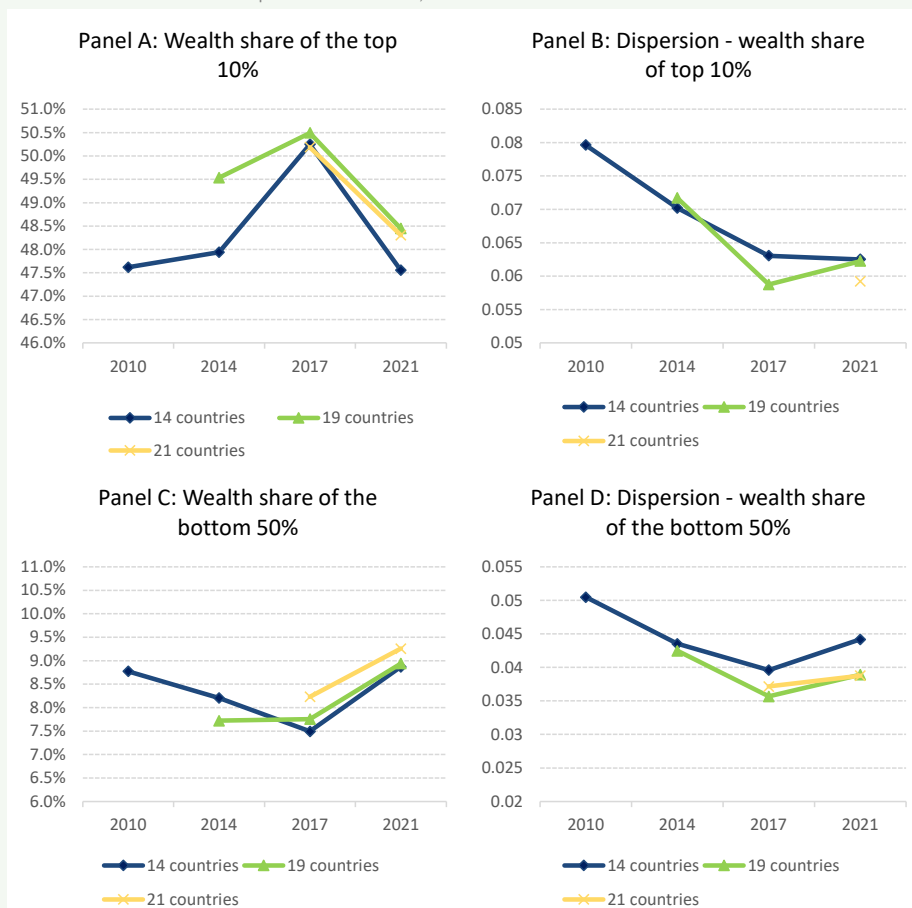 Panel A: Wealth share of the top
10%
51.0%
50.5%
50.0%
49.5%
49.0%
48.5%
48.0%
47.5%
47.0%
46.5%
46.0%
2010 2014 2017 2021
14 countries 19 countries
21 countries
Panel B: Dispersion - wealth share
of top 10%
0.085
0.08
0.075
0.07
0.065
0.06
0.055
0.05
2010 2014 2017 2021
14 countries 19 countries
21 countries
Panel C: Wealth share of the
bottom 50%
11.0%
10.5%
10.0%
9.5%
9.0%
8.5%
8.0%
7.5%
7.0%
6.5%
6.0%
2010 2014 2017 2021
14 countries 19 countries
21 countries
Panel D: Dispersion - wealth share
of the bottom 50%
0.055
0.05
0.045
0.04
0.035
0.03
0.025
0.02
2010 2014 2017 2021
14 countries 19 countries
21 countries